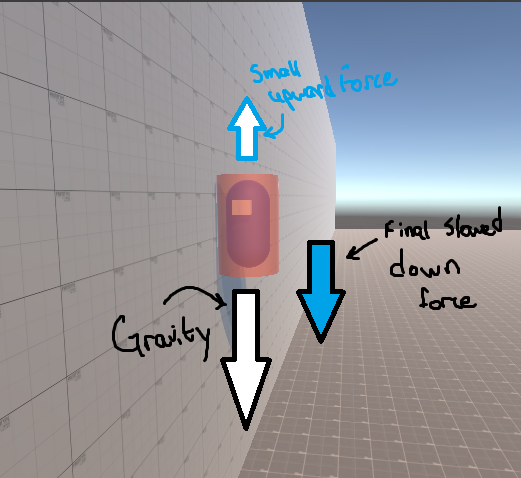 Small
upward force
Final slowed
down
force
Gravity